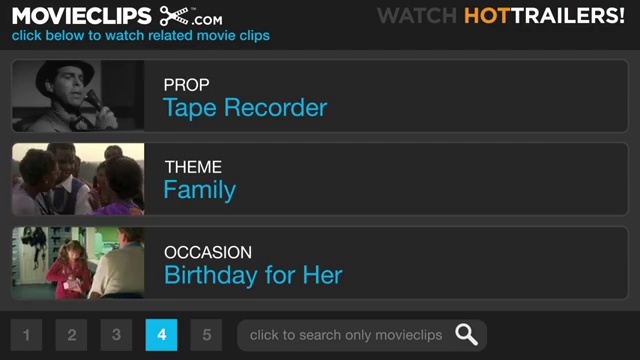 MOVIECLIPS .COM™
WATCH HOTTRAILERS!
click below to watch related movie clips
PROP
Tape Recorder
THEME
Family
OCCASION
Birthday for Her
1 2 3 4 5 click to search only movieclips